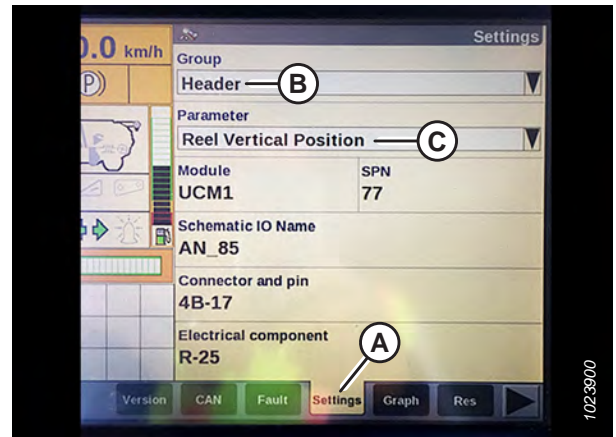 0.0 km/h
Settings
Group
Header
B
(P)
Parameter
Reel Vertical Position
C
Module
SPN
UCM1
77
Schematic IO Name
AN_85
Connector and pin
4B-17
Electrical component
R-25
A
Version
CAN
Fault
Settings
Graph
Res
1023900